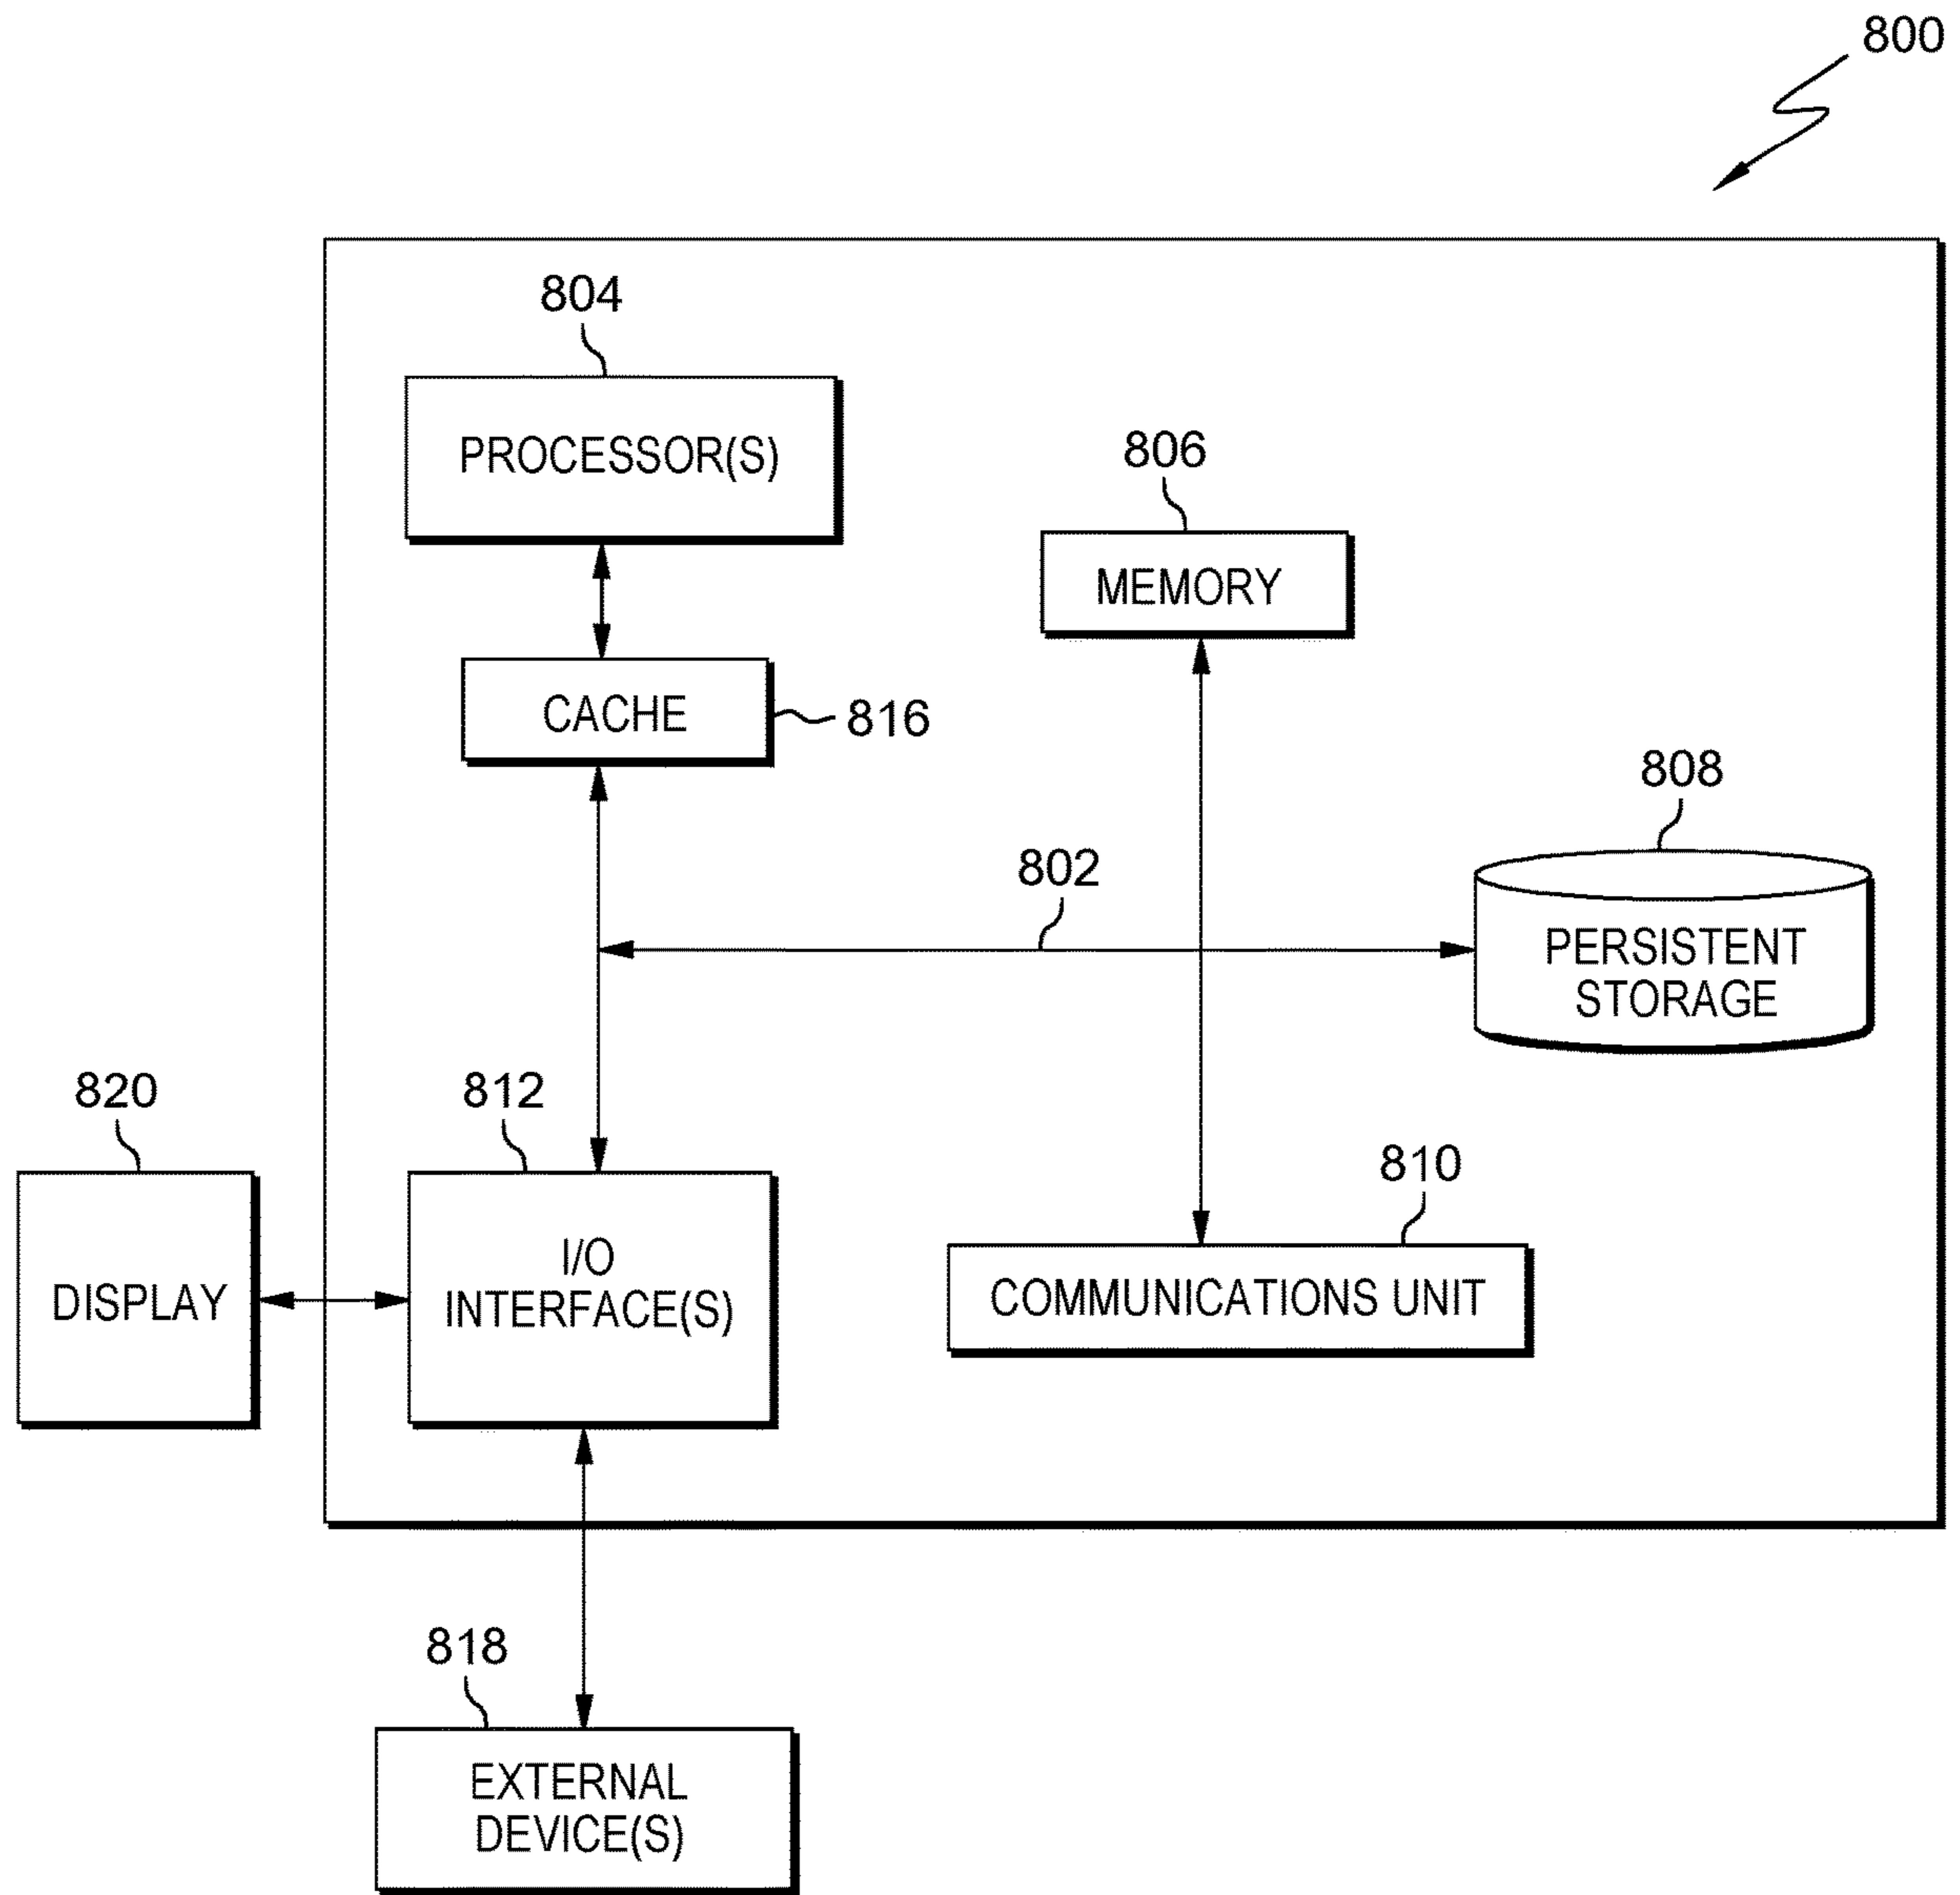 800
804
PROCESSOR(S)
806
MEMORY
CACHE
816
808
802
PERSISTENT
STORAGE
820
812
810
DISPLAY
I/O
INTERFACE(S)
COMMUNICATIONS UNIT
818
EXTERNAL
DEVICE(S)